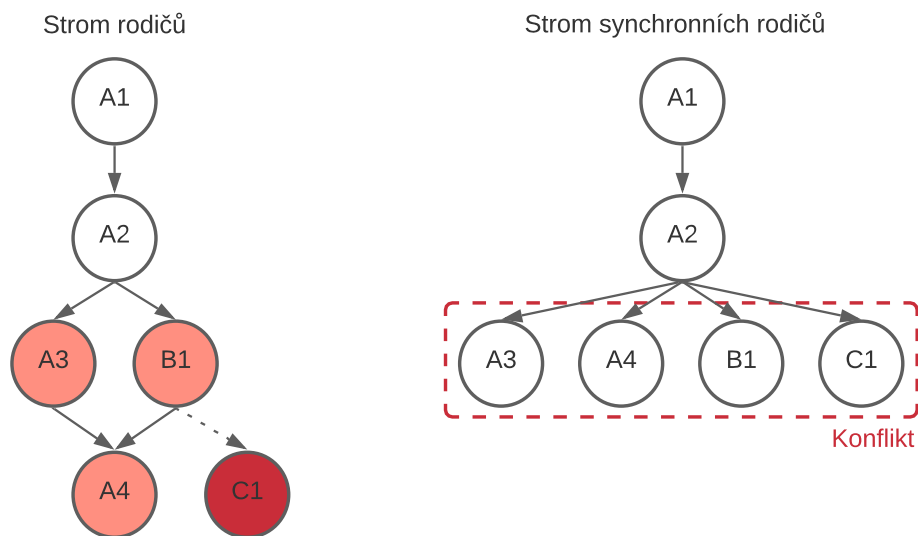 Strom rodičů
A1
A2
A3
B1
A4
C1
Strom synchronních rodičů
A1
A2
A3
A4
B1
C1
Konflikt